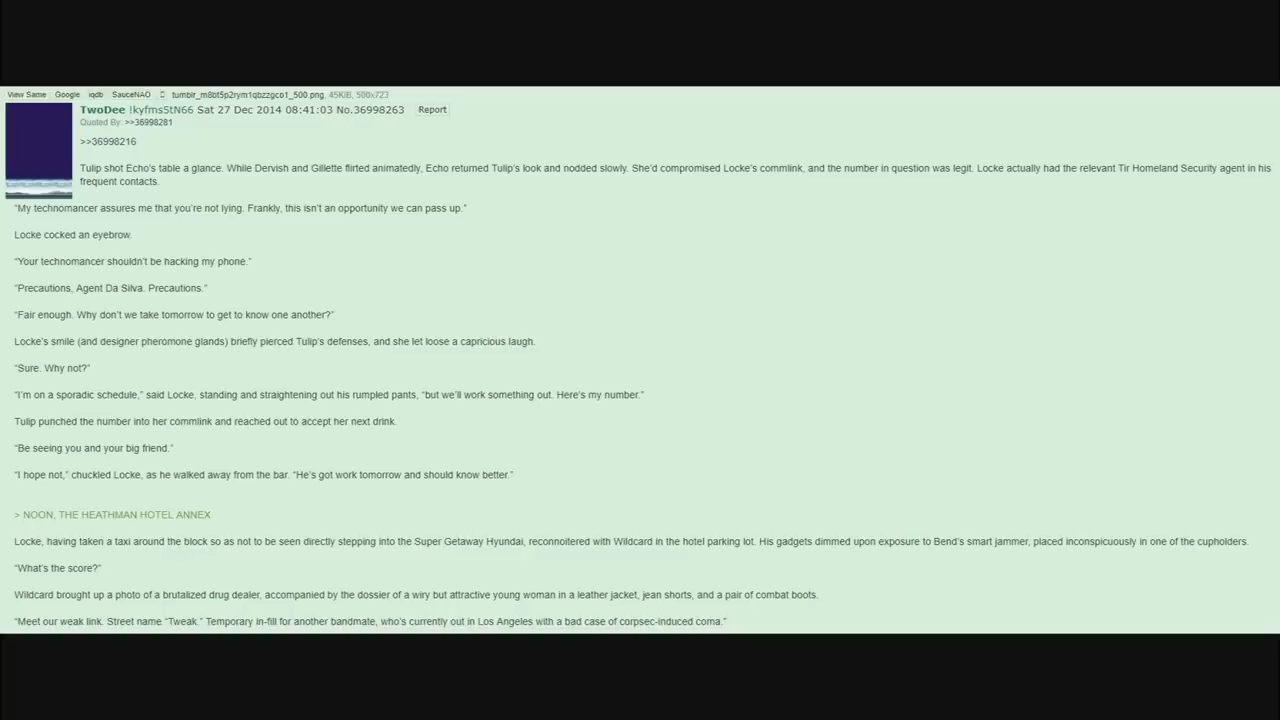 View Same Google iqdb SauceNAO tumblr_m8bt5p2rym1qbzzgco1_500.png, 45KiB, 500x723
TwoDee !kyfms5tN66 Sat 27 Dec 2014 08:41:03 No.36998263 Report
Quoted By: >>36998281
>>36998216
Tulip shot Echo's table a glance. While Dervish and Gillette flirted animatedly, Echo returned Tulip's look and nodded slowly. She'd compromised Locke's commlink, and the number in question was legit. Locke actually had the relevant Tir Homeland Security agent in his
frequent contacts.
“My technomancer assures me that you're not lying. Frankly, this isn't an opportunity we can pass up.”
Locke cocked an eyebrow.
“Your technomancer shouldn't be hacking my phone.”
“Precautions, Agent Da Silva. Precautions.”
“Fair enough. Why don't we take tomorrow to get to know one another?”
Locke's smile (and designer pheromone glands) briefly pierced Tulip's defenses, and she let loose a capricious laugh.
“Sure. Why not?”
“I'm on a sporadic schedule,” said Locke, standing and straightening out his rumpled pants, “but we'll work something out. Here's my number.”
Tulip punched the number into her commlink and reached out to accept her next drink.
“Be seeing you and your big friend.”
“I hope not,” chuckled Locke, as he walked away from the bar. “He's got work tomorrow and should know better.”
> NOON, THE HEATHMAN HOTEL ANNEX
Locke, having taken a taxi around the block so as not to be seen directly stepping into the Super Getaway Hyundai, reconnoitered with Wildcard in the hotel parking lot. His gadgets dimmed upon exposure to Bend's smart jammer, placed inconspicuously in one of the cupholders.
“What's the score?”
Wildcard brought up a photo of a brutalized drug dealer, accompanied by the dossier of a wiry but attractive young woman in a leather jacket, jean shorts, and a pair of combat boots.
“Meet our weak link. Street name “Tweak.” Temporary in-fill for another bandmate, who's currently out in Los Angeles with a bad case of corpsec-induced coma.”